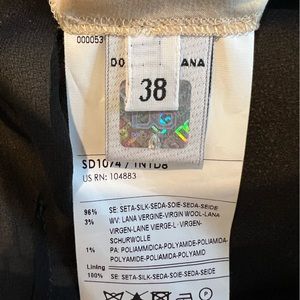 000053
DO
ANA
38
SD1074 / 1N1D8
US RN: 104883
96% SE: SETA-SILK-SEDA-SOIE-SEDA-SEIDE
3% WV: LANA VERGINE-VIRGIN WOOL-LANA
VIRGEN-LAINE VIERGE-L. VIRGEN-
SCHURWOLLE
1% PA: POLIAMMIDICA-POLYAMIDE-POLIAMIDA-
POLYAMIDE-POLIAMIDA-POLYAMID
Lining
100% SE: SETA-SILK-SEDA-SOIE-SEDA-SEIDE